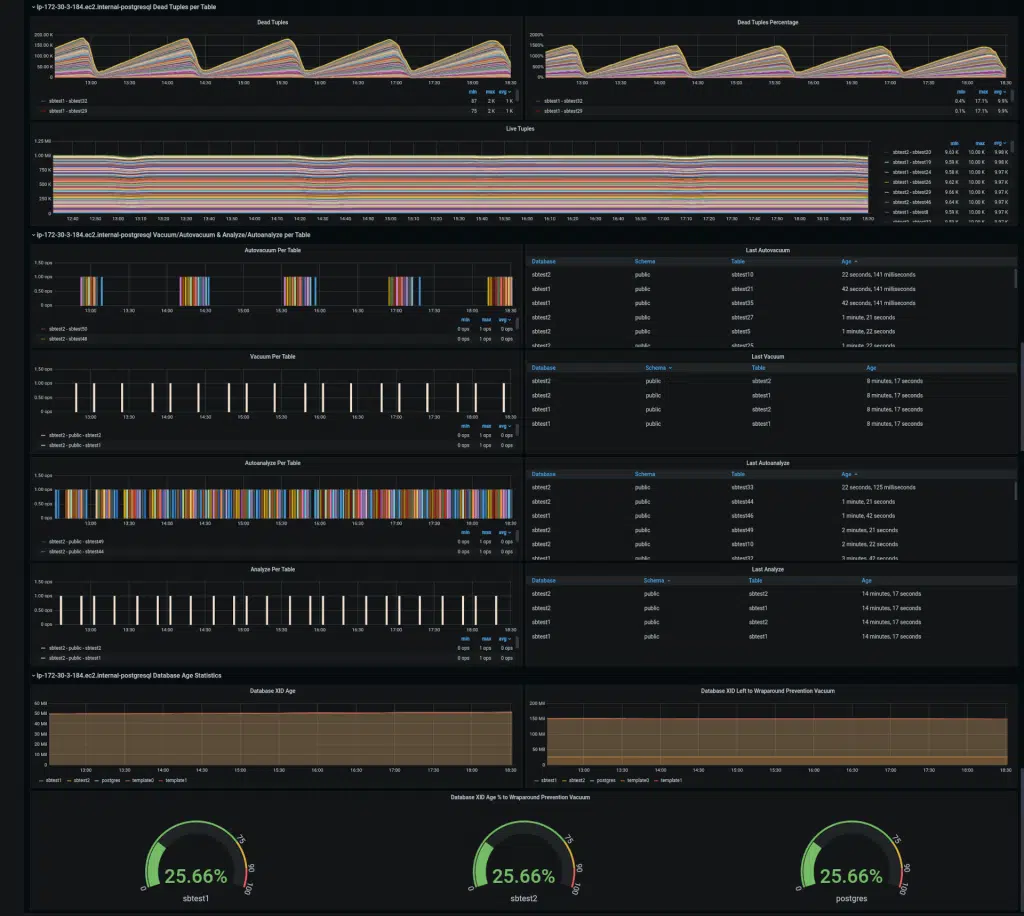 ip-172-30-3-184.ec2.internal-postgresql Dead Tuples per Table
Dead Tuples
200.00 K
150.00 K
100.00 K
50.00 K
0
13:00 13:30 14:00 14:30 15:00 15:30 16:00 16:30 17:00 17:30 18:00 18:30
min max avg
sbtest1 - sbtest32 87 2 K 1 K
sbtest1 - sbtest29 75 2 K 1 K
Dead Tuples Percentage
2000%
1500%
1000%
500%
0%
13:00 13:30 14:00 14:30 15:00 15:30 16:00 16:30 17:00 17:30 18:00 18:30
min max avg
sbtest1 - sbtest32 0.4% 17.1% 9.9%
sbtest1 - sbtest29 0.1% 17.1% 9.9%
Live Tuples
1.25 Mil
1.00 Mil
750 K
500 K
250 K
0
12:40 12:50 13:00 13:10 13:20 13:30 13:40 13:50 14:00 14:10 14:20 14:30 14:40 14:50 15:00 15:10 15:20 15:30 15:40 15:50 16:00 16:10 16:20 16:30 16:40 16:50 17:00 17:10 17:20 17:30 17:40 17:50 18:00 18:10 18:20 18:30
min max avg
sbtest2 - sbtest20 9.63 K 10.00 K 9.98 K
sbtest1 - sbtest19 9.59 K 10.00 K 9.97 K
sbtest1 - sbtest24 9.58 K 10.00 K 9.97 K
sbtest1 - sbtest26 9.62 K 10.00 K 9.97 K
sbtest2 - sbtest29 9.66 K 10.00 K 9.97 K
sbtest2 - sbtest46 9.64 K 10.00 K 9.97 K
sbtest1 - sbtest8 9.59 K 10.00 K 9.97 K
ip-172-30-3-184.ec2.internal-postgresql Vacuum/Autovacuum & Analyze/Autoanalyze per Table
Autovacuum Per Table
1.50 ops
1.00 ops
0.50 ops
0 ops
13:00 13:30 14:00 14:30 15:00 15:30 16:00 16:30 17:00 17:30 18:00 18:30
min max avg
sbtest2 - sbtest50 0 ops 1 ops 0 ops
sbtest2 - sbtest48 0 ops 1 ops 0 ops
Last Autovacuum
Database Schema Table Age
sbtest2 public sbtest10 22 seconds, 141 milliseconds
sbtest1 public sbtest21 42 seconds, 141 milliseconds
sbtest1 public sbtest35 42 seconds, 141 milliseconds
sbtest2 public sbtest27 1 minute, 21 seconds
sbtest2 public sbtest5 1 minute, 22 seconds
sbtest2 public sbtest25 1 minute, 22 seconds
Vacuum Per Table
1.50 ops
1.00 ops
0.50 ops
0 ops
13:00 13:30 14:00 14:30 15:00 15:30 16:00 16:30 17:00 17:30 18:00 18:30
min max avg
sbtest2 - public - sbtest2 0 ops 1 ops 0 ops
sbtest2 - public - sbtest1 0 ops 1 ops 0 ops
Last Vacuum
Database Schema Table Age
sbtest2 public sbtest2 8 minutes, 17 seconds
sbtest2 public sbtest1 8 minutes, 17 seconds
sbtest1 public sbtest2 8 minutes, 17 seconds
sbtest1 public sbtest1 8 minutes, 17 seconds
Autoanalyze Per Table
1.50 ops
1.00 ops
0.50 ops
0 ops
13:00 13:30 14:00 14:30 15:00 15:30 16:00 16:30 17:00 17:30 18:00 18:30
min max avg
sbtest2 - public - sbtest49 0 ops 1 ops 0 ops
sbtest2 - public - sbtest44 0 ops 1 ops 0 ops
Last Autoanalyze
Database Schema Table Age
sbtest2 public sbtest33 22 seconds, 125 milliseconds
sbtest2 public sbtest44 1 minute, 21 seconds
sbtest1 public sbtest46 1 minute, 42 seconds
sbtest1 public sbtest49 2 minutes, 21 seconds
sbtest2 public sbtest10 2 minutes, 22 seconds
sbtest1 public sbtest32 3 minutes, 42 seconds
Analyze Per Table
1.50 ops
1.00 ops
0.50 ops
0 ops
13:00 13:30 14:00 14:30 15:00 15:30 16:00 16:30 17:00 17:30 18:00 18:30
min max avg
sbtest2 - public - sbtest2 0 ops 1 ops 0 ops
sbtest2 - public - sbtest1 0 ops 1 ops 0 ops
Last Analyze
Database Schema Table Age
sbtest2 public sbtest2 14 minutes, 17 seconds
sbtest2 public sbtest1 14 minutes, 17 seconds
sbtest1 public sbtest2 14 minutes, 17 seconds
sbtest1 public sbtest1 14 minutes, 17 seconds
ip-172-30-3-184.ec2.internal-postgresql Database Age Statistics
Database XID Age
60 Mil
50 Mil
40 Mil
30 Mil
20 Mil
10 Mil
0
13:00 13:30 14:00 14:30 15:00 15:30 16:00 16:30 17:00 17:30 18:00 18:30
sbtest1 sbtest2 postgres template0 template1
Database XID Left to Wraparound Prevention Vacuum
200 Mil
150 Mil
100 Mil
50 Mil
0
13:00 13:30 14:00 14:30 15:00 15:30 16:00 16:30 17:00 17:30 18:00 18:30
sbtest1 sbtest2 postgres template0 template1
Database XID Age % to Wraparound Prevention Vacuum
0 75 90 100
25.66%
sbtest1
0 75 90 100
25.66%
sbtest2
0 75 90 100
25.66%
postgres